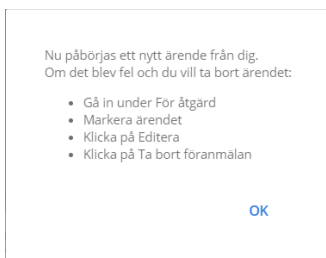 Nu påbörjas ett nytt ärende från dig.
Om det blev fel och du vill ta bort ärendet:
• Gå in under För åtgärd
• Markera ärendet
• Klicka på Editera
• Klicka på Ta bort föranmälan
OK